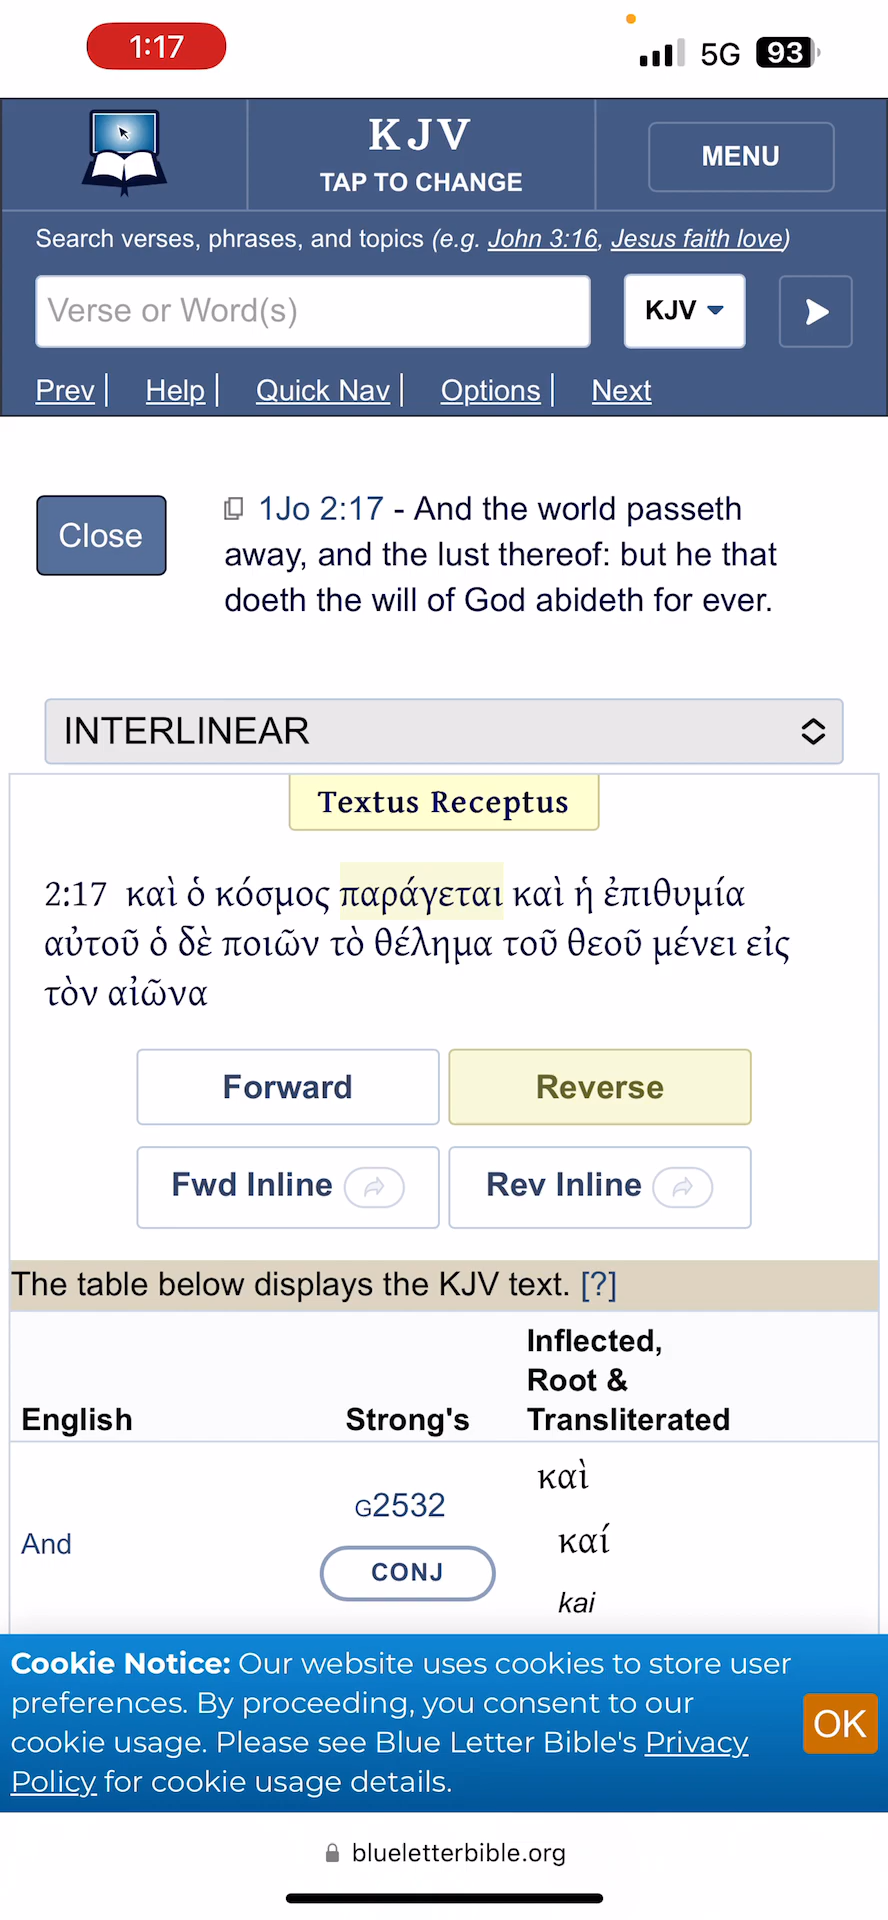 1:17
5G 93
KJV
TAP TO CHANGE
MENU
Search verses, phrases, and topics (e.g. John 3:16, Jesus faith love)
Verse or Word(s)
KJV
Prev | Help | Quick Nav | Options | Next
Close
1Jo 2:17 - And the world passeth
away, and the lust thereof: but he that
doeth the will of God abideth for ever.
INTERLINEAR
Textus Receptus
2:17 καὶ ὁ κόσμος παράγεται καὶ ἡ ἐπιθυμία
αὐτοῦ ὁ δὲ ποιῶν τὸ θέλημα τοῦ θεοῦ μένει εἰς
τὸν αἰῶνα
Forward Reverse
Fwd Inline Rev Inline
The table below displays the KJV text. [?]
Inflected,
Root &
English Strong's Transliterated
καὶ
G2532
And
καί
CONJ
kai
Cookie Notice: Our website uses cookies to store user
preferences. By proceeding, you consent to our
cookie usage. Please see Blue Letter Bible's Privacy
Policy for cookie usage details.
OK
blueletterbible.org